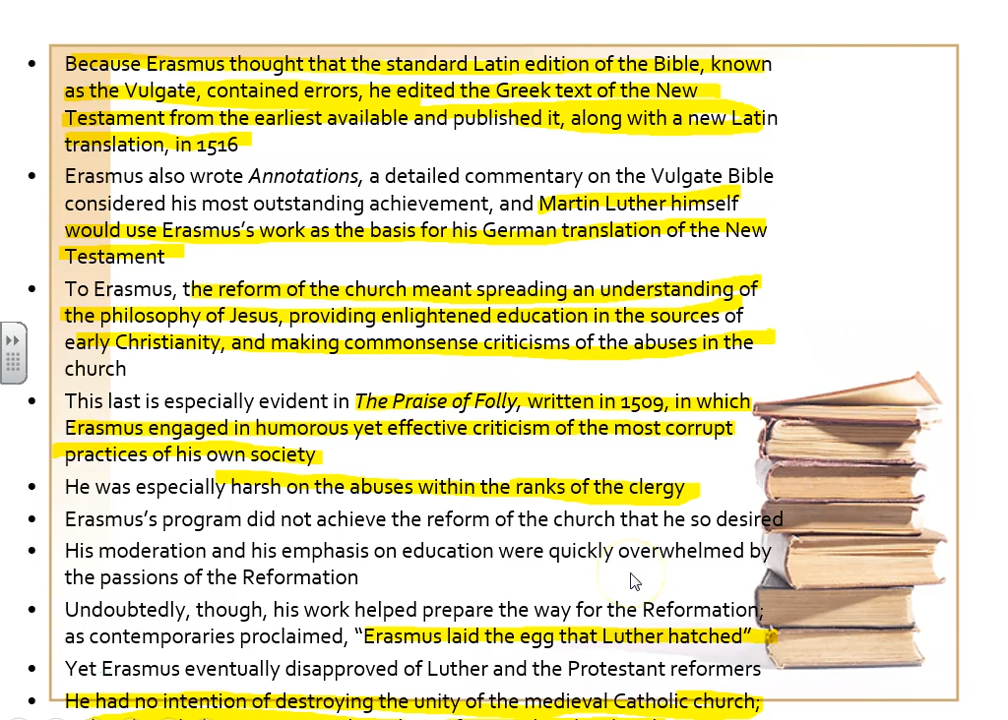 • Because Erasmus thought that the standard Latin edition of the Bible, known
as the Vulgate, contained errors, he edited the Greek text of the New
Testament from the earliest available and published it, along with a new Latin
translation, in 1516
• Erasmus also wrote Annotations, a detailed commentary on the Vulgate Bible
considered his most outstanding achievement, and Martin Luther himself
would use Erasmus's work as the basis for his German translation of the New
Testament
• To Erasmus, the reform of the church meant spreading an understanding of
the philosophy of Jesus, providing enlightened education in the sources of
early Christianity, and making commonsense criticisms of the abuses in the
church
• This last is especially evident in The Praise of Folly, written in 1509, in which
Erasmus engaged in humorous yet effective criticism of the most corrupt
practices of his own society
• He was especially harsh on the abuses within the ranks of the clergy
• Erasmus's program did not achieve the reform of the church that he so desired
• His moderation and his emphasis on education were quickly overwhelmed by
the passions of the Reformation
• Undoubtedly, though, his work helped prepare the way for the Reformation;
as contemporaries proclaimed, “Erasmus laid the egg that Luther hatched”
• Yet Erasmus eventually disapproved of Luther and the Protestant reformers
• He had no intention of destroying the unity of the medieval Catholic church;